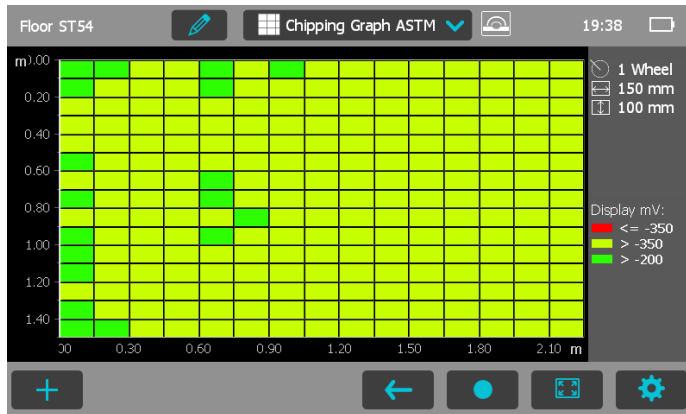 Floor ST54
Chipping Graph ASTM
19:38
m
).00
0.20
0.40
0.60
0.80
1.00
1.20
1.40
00
0.30
0.60
0.90
1.20
1.50
1.80
2.10
m
1 Wheel
150 mm
100 mm
Display mV:
<= -350
> -350
> -200